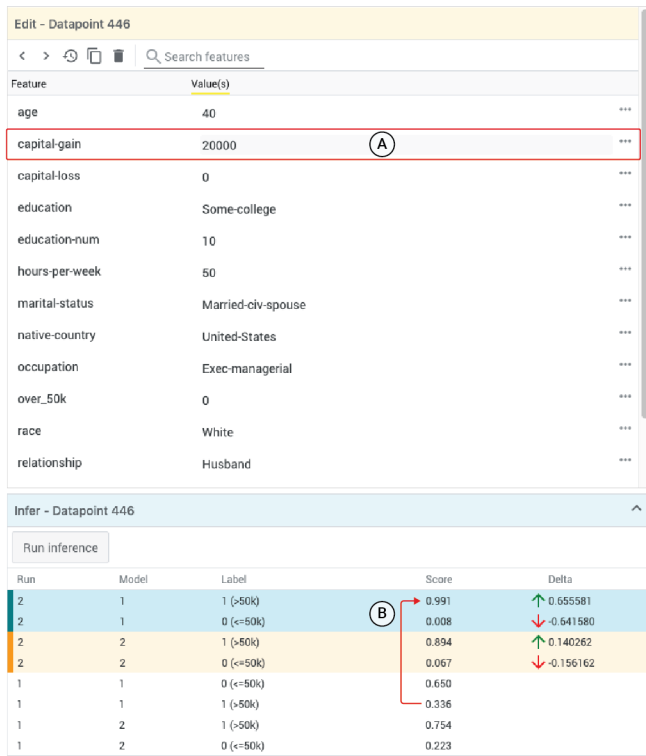 Edit - Datapoint 446
Search features
Feature Value(s)
age 40
capital-gain 20000 A
capital-loss 0
education Some-college
education-num 10
hours-per-week 50
marital-status Married-civ-spouse
native-country United-States
occupation Exec-managerial
over_50k 0
race White
relationship Husband
Infer - Datapoint 446
Run inference
Run Model Label Score Delta
2 1 1 (>50k) 0.991 0.655581
2 1 0 (<=50k) B 0.008 -0.641580
2 2 1 (>50k) 0.894 0.140262
2 2 0 (<=50k) 0.067 -0.156162
1 1 0 (<=50k) 0.650
1 1 1 (>50k) 0.336
1 2 1 (>50k) 0.754
1 2 0 (<=50k) 0.223